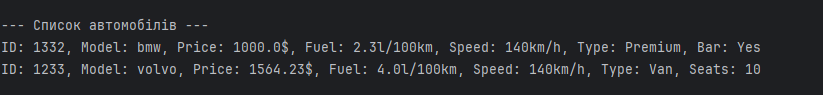 --- Список автомобілів ---
ID: 1332, Model: bmw, Price: 1000.0$, Fuel: 2.3l/100km, Speed: 140km/h, Type: Premium, Bar: Yes
ID: 1233, Model: volvo, Price: 1564.23$, Fuel: 4.0l/100km, Speed: 140km/h, Type: Van, Seats: 10